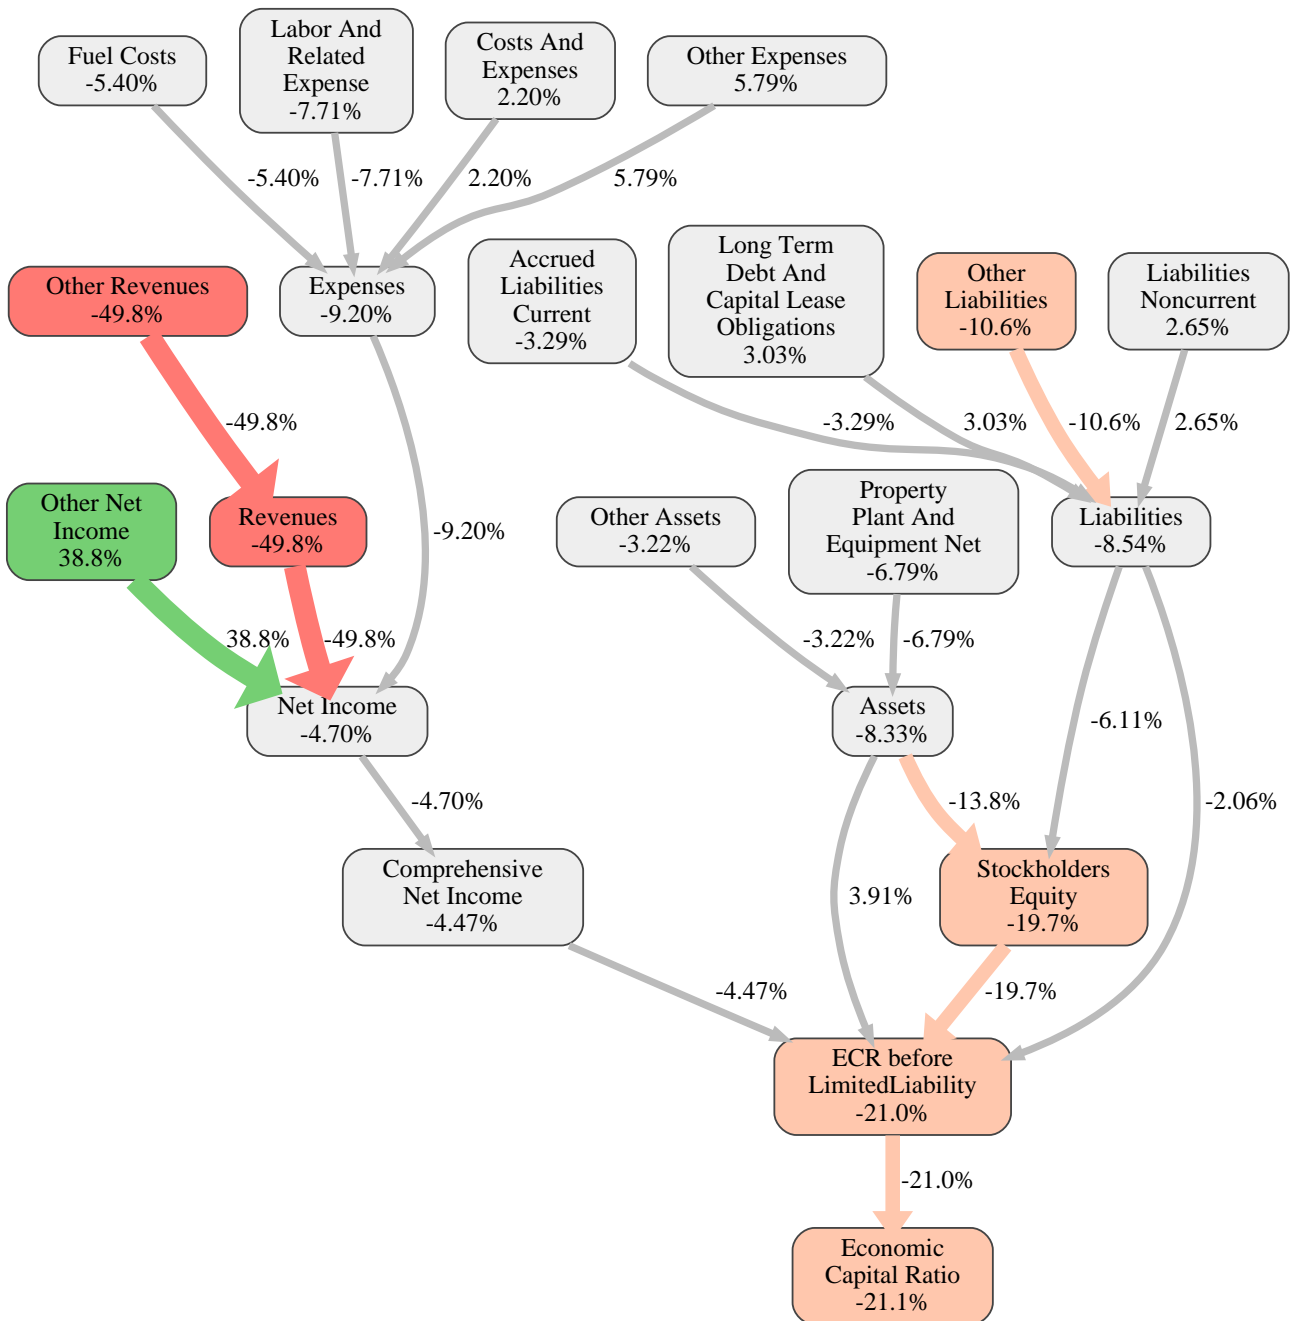 Fuel Costs
-5.40%
Labor And
Related
Expense
-7.71%
Costs And
Expenses
2.20%
Other Expenses
5.79%
-5.40%
-7.71%
2.20%
5.79%
Other Revenues
-49.8%
Expenses
-9.20%
Accrued
Liabilities
Current
-3.29%
Long Term
Debt And
Capital Lease
Obligations
3.03%
Other
Liabilities
-10.6%
Liabilities
Noncurrent
2.65%
-49.8%
-3.29%
3.03%
-10.6%
2.65%
Other Net
Income
38.8%
Revenues
-49.8%
-9.20%
Other Assets
-3.22%
Property
Plant And
Equipment Net
-6.79%
Liabilities
-8.54%
38.8%
-49.8%
-3.22%
-6.79%
Net Income
-4.70%
Assets
-8.33%
-6.11%
-4.70%
-13.8%
-2.06%
Comprehensive
Net Income
-4.47%
3.91%
Stockholders
Equity
-19.7%
-4.47%
-19.7%
ECR before
LimitedLiability
-21.0%
-21.0%
Economic
Capital Ratio
-21.1%